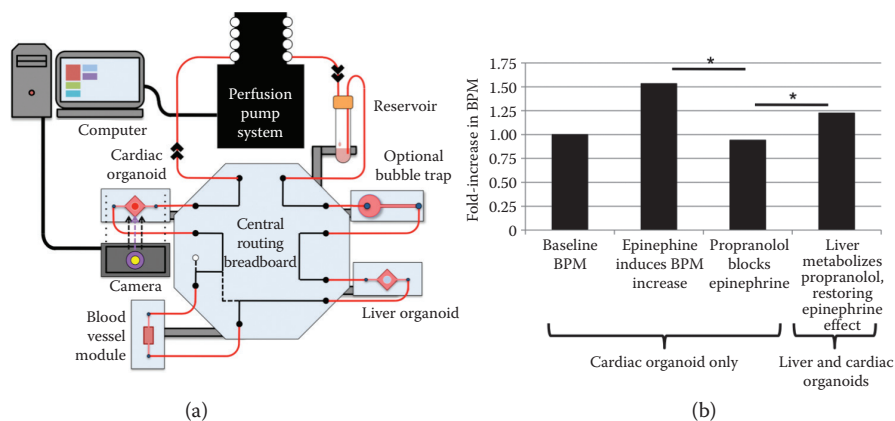 Perfusion
pump
system
Computer
Reservoir
Cardiac
organoid
Optional
bubble trap
Central
routing
breadboard
Camera
Liver organoid
Blood
vessel
module
(a)
Fold-increase in BPM
1.75
1.50
1.25
1.00
0.75
0.50
0.25
0
*
*
Baseline
BPM
Epinephine
induces BPM
increase
Propranolol
blocks
epinephrine
Liver
metabolizes
propranolol,
restoring
epinephrine
effect
Cardiac organoid only
Liver and cardiac
organoids
(b)